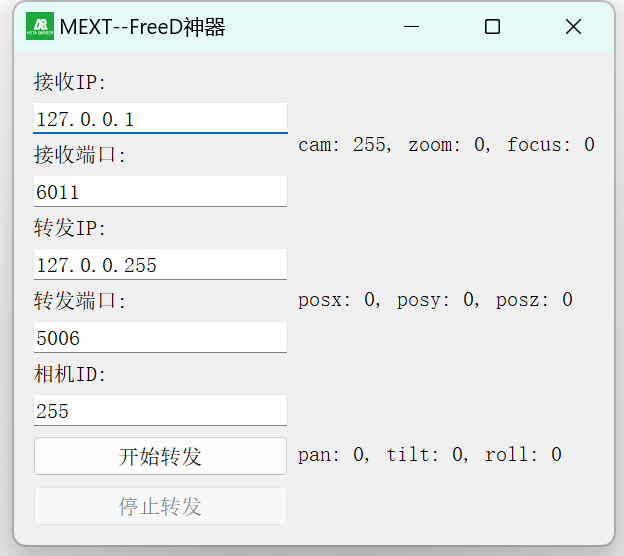 MEXT--FreeD神器
接收IP:
127.0.0.1
cam: 255, zoom: 0, focus: 0
接收端口:
6011
转发IP:
127.0.0.255
转发端口:
posx: 0, posy: 0, posz: 0
5006
相机ID:
255
开始转发
pan: 0, tilt: 0, roll: 0
停止转发